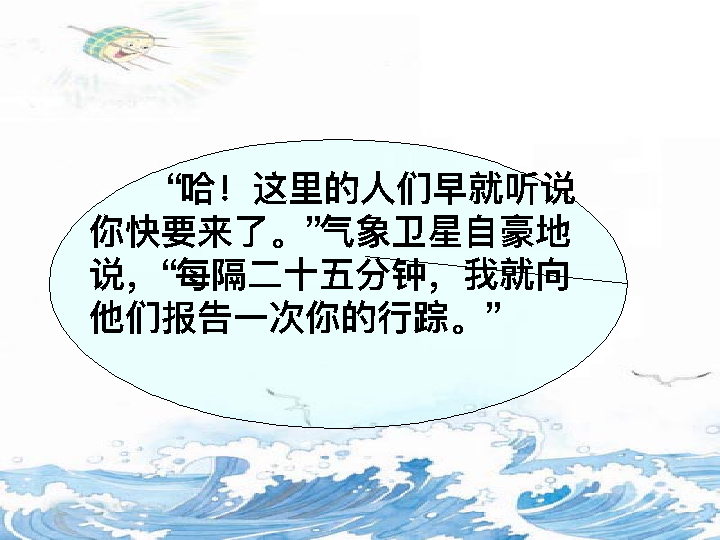 “哈！这里的人们早就听说
你快要来了。”气象卫星自豪地
说，“每隔二十五分钟，我就向
他们报告一次你的行踪。”